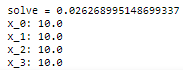 solve = 0.026268995148699337
x_0: 10.0
x_1: 10.0
x_2: 10.0
x_3: 10.0